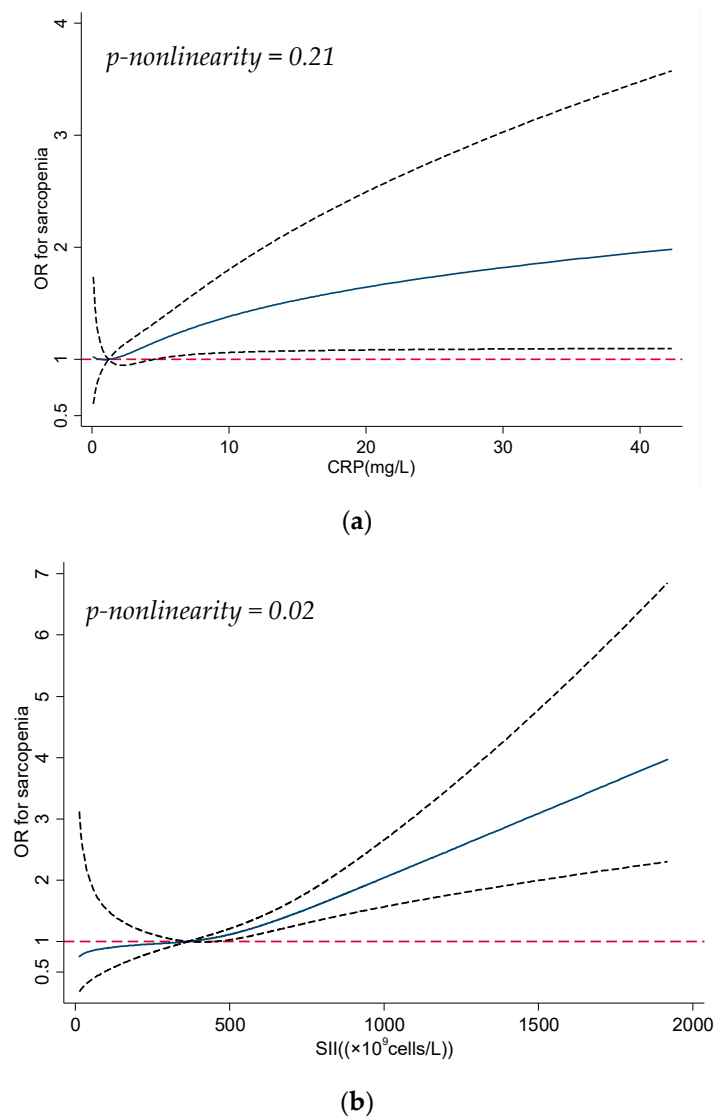 4
p-nonlinearity = 0.21
3
OR for sarcopenia
2
1
0.5
0 10 20 30 40
CRP(mg/L)
(a)
7
p-nonlinearity = 0.02
6
5
OR for sarcopenia
4
3
2
1
0.5
0 500 1000 1500 2000
SII((×10⁹cells/L))
(b)